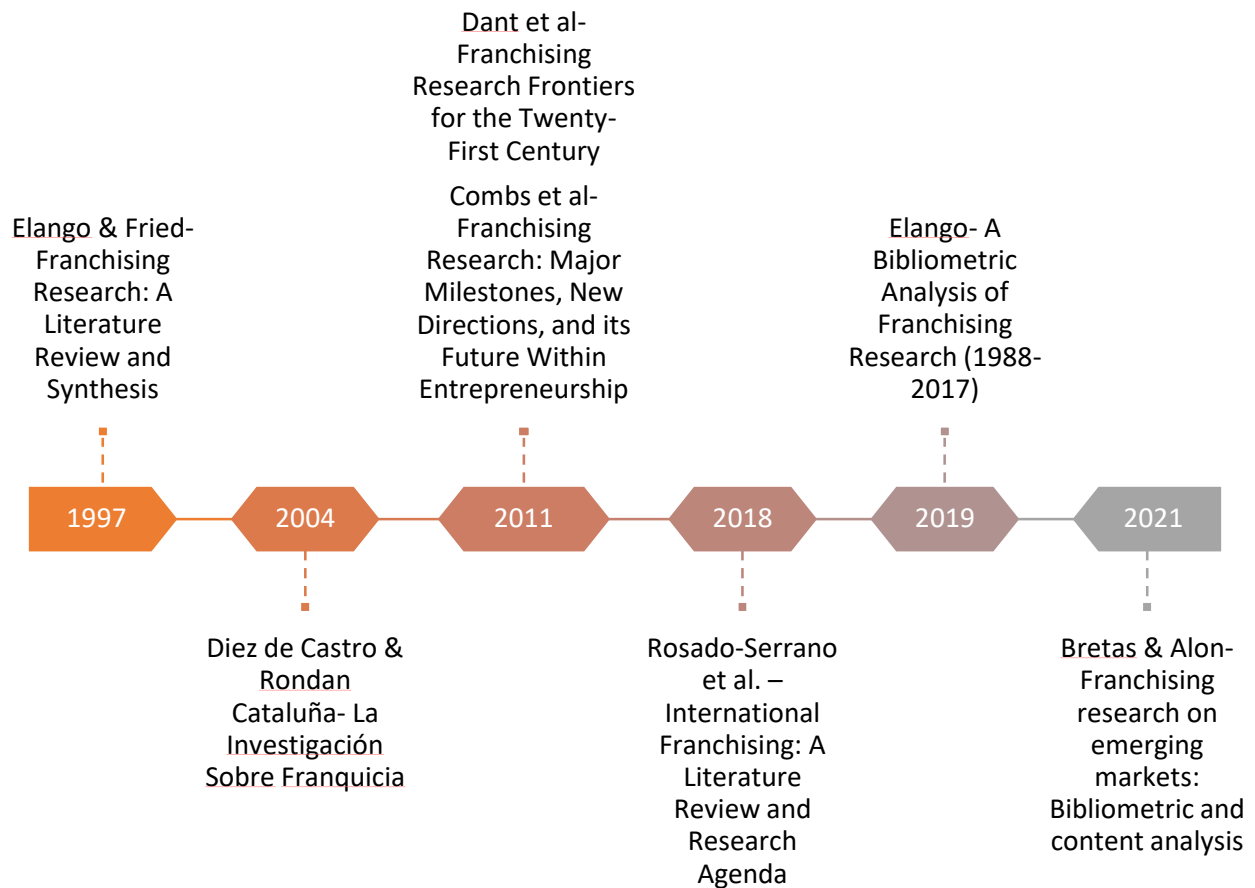 Dant et al-
Franchising
Research Frontiers
for the Twenty-
First Century
Combs et al-
Franchising
Research: Major
Milestones, New
Directions, and its
Future Within
Entrepreneurship
Elango & Fried-
Franchising
Research: A
Literature
Review and
Synthesis
Elango- A
Bibliometric
Analysis of
Franchising
Research (1988-
2017)
1997
2004
2011
2018
2019
2021
Diez de Castro &
Rondan
Cataluña- La
Investigación
Sobre Franquicia
Rosado-Serrano
et al. –
International
Franchising: A
Literature
Review and
Research
Agenda
Bretas & Alon-
Franchising
research on
emerging
markets:
Bibliometric and
content analysis